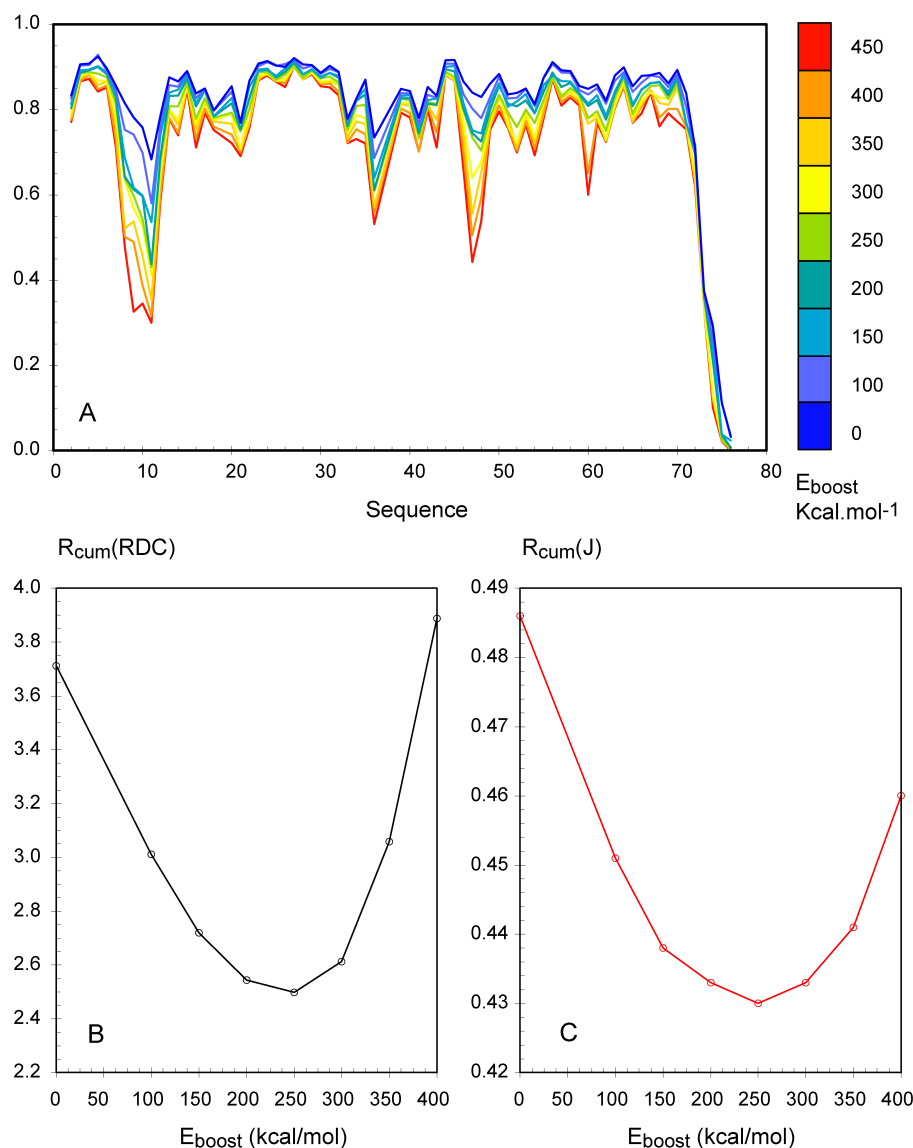 1.0
0.8
0.6
0.4
0.2
0.0
A
0 10 20 30 40 50 60 70 80
Sequence
450
400
350
300
250
200
150
100
0
Eboost
Kcal.mol-1
Rcum(RDC)
4.0
3.8
3.6
3.4
3.2
3.0
2.8
2.6
2.4
2.2
B
0 50 100 150 200 250 300 350 400
Eboost (kcal/mol)
Rcum(J)
0.49
0.48
0.47
0.46
0.45
0.44
0.43
0.42
C
0 50 100 150 200 250 300 350 400
Eboost (kcal/mol)